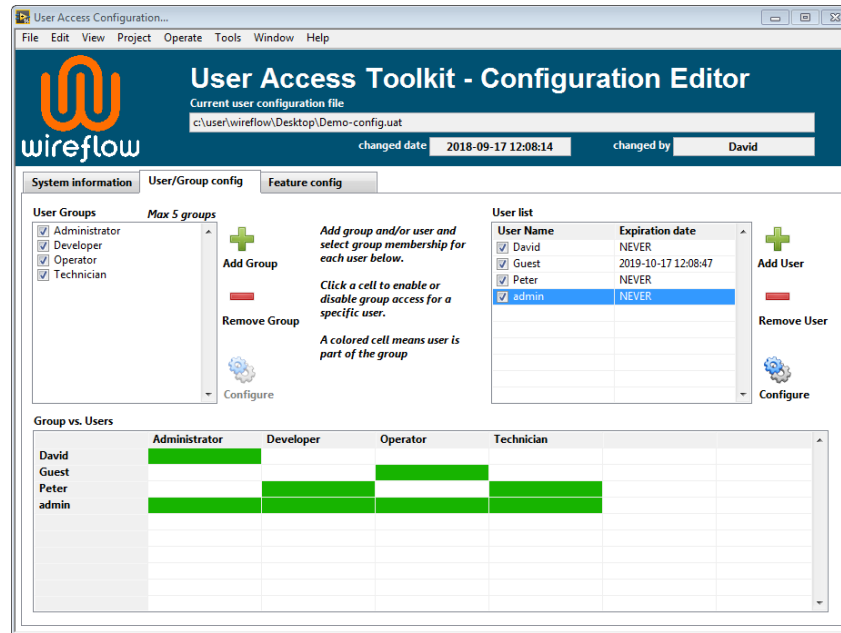 User Access Configuration...
File Edit View Project Operate Tools Window Help
wireflow
User Access Toolkit - Configuration Editor
Current user configuration file
c:\user\wireflow\Desktop\Demo-config.uat
changed date 2018-09-17 12:08:14 changed by David
System information User/Group config Feature config
User Groups Max 5 groups
Administrator
Developer
Operator
Technician
Add Group
Remove Group
Configure
Add group and/or user and
select group membership for
each user below.
Click a cell to enable or
disable group access for a
specific user.
A colored cell means user is
part of the group
User list
User Name Expiration date
David NEVER
Guest 2019-10-17 12:08:47
Peter NEVER
admin NEVER
Add User
Remove User
Configure
Group vs. Users
Administrator Developer Operator Technician
David
Guest
Peter
admin